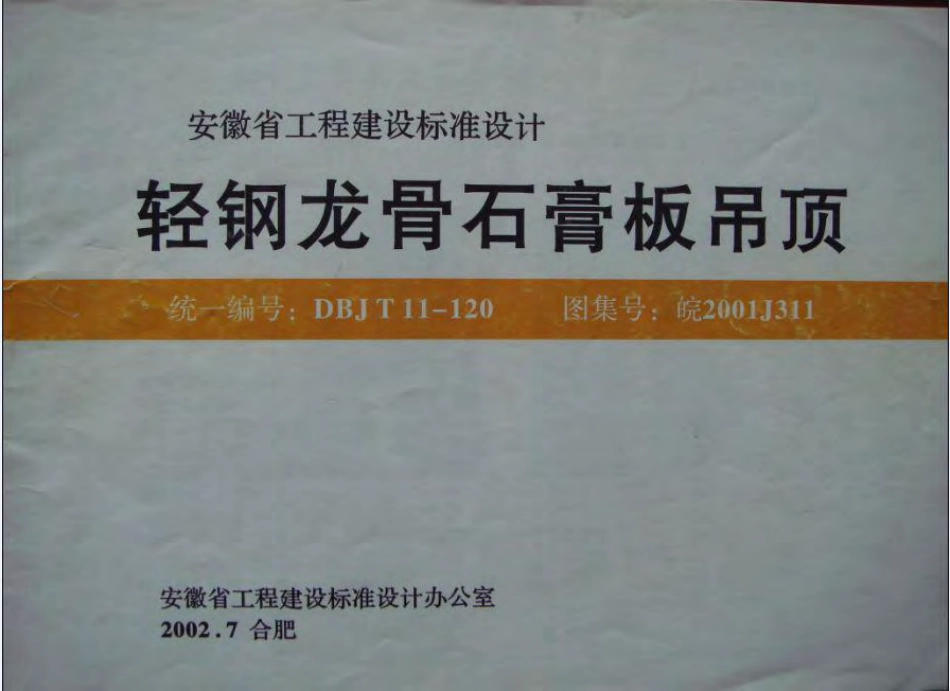 安徽省工程建设标准设计
轻钢龙骨石膏板吊顶
统一编号：DBJT11-120 图集号：皖2001J311
安徽省工程建设标准设计办公室
2002.7 合肥